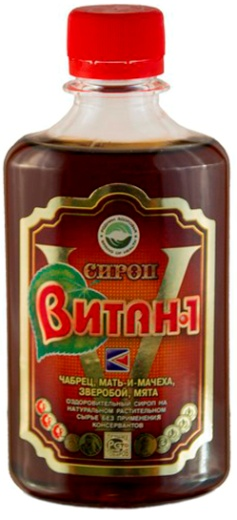 СИРОП
ВИТАН-1
ЧАБРЕЦ, МАТЬ-И-МАЧЕХА,
ЗВЕРОБОЙ, МЯТА
ОЗДОРОВИТЕЛЬНЫЙ СИРОП НА
НАТУРАЛЬНОМ РАСТИТЕЛЬНОМ
СЫРЬЕ БЕЗ ПРИМЕНЕНИЯ
КОНСЕРВАНТОВ